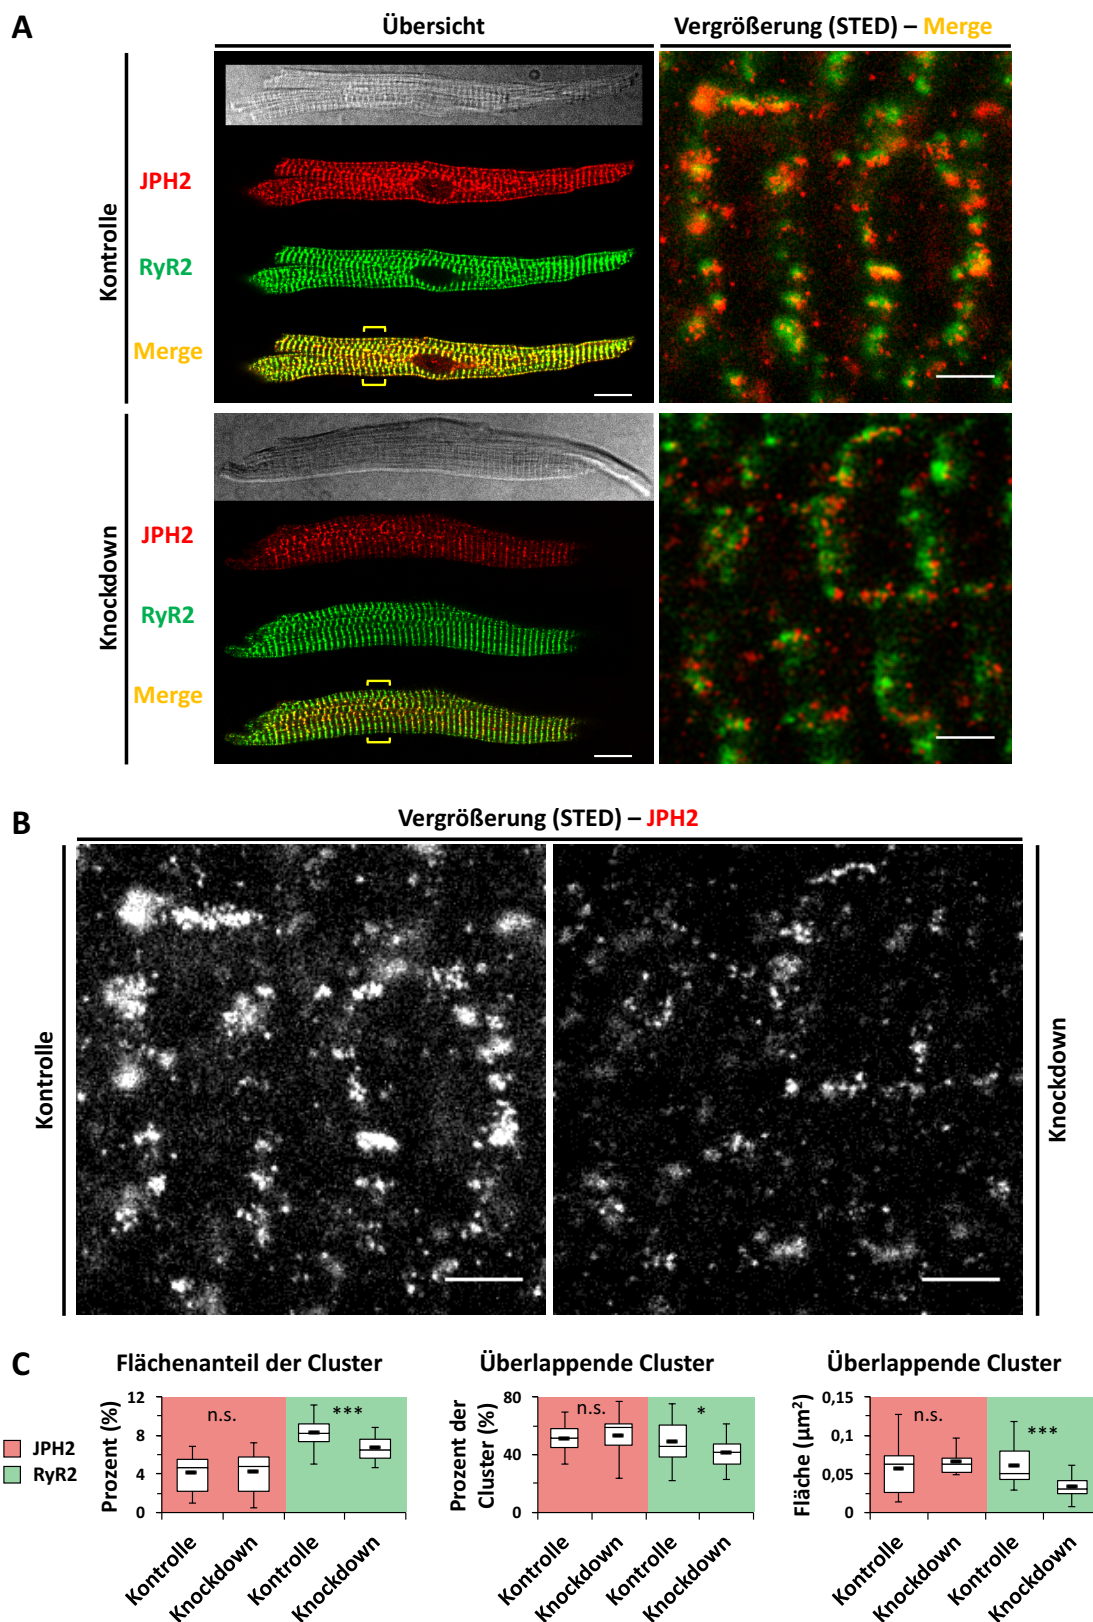 A
Übersicht
Vergrößerung (STED) – Merge
Kontrolle
JPH2
RyR2
Merge
Knockdown
JPH2
RyR2
Merge
B
Vergrößerung (STED) – JPH2
Kontrolle
Knockdown
C
JPH2
RyR2
Flächenanteil der Cluster
Prozent (%)
12
8
4
0
n.s.
***
Kontrolle
Knockdown
Kontrolle
Knockdown
Überlappende Cluster
Prozent der
Cluster (%)
80
40
0
n.s.
*
Kontrolle
Knockdown
Kontrolle
Knockdown
Überlappende Cluster
Fläche (µm²)
0,15
0,1
0,05
0
n.s.
***
Kontrolle
Knockdown
Kontrolle
Knockdown